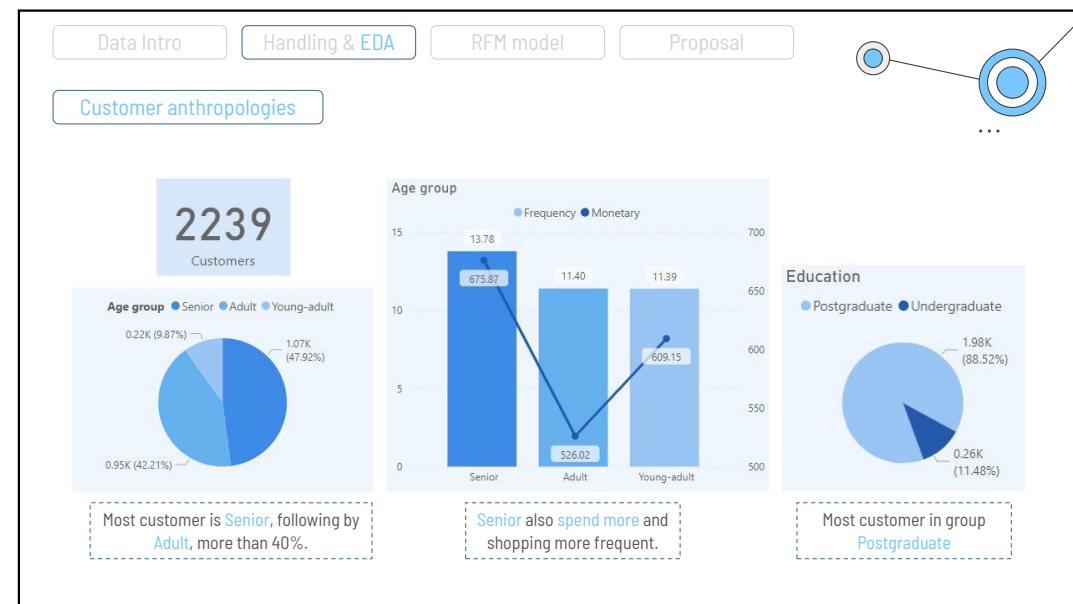 Data Intro
Handling & EDA
RFM model
Proposal
Customer anthropologies
...
2239
Customers
Age group Senior Adult Young-adult
0.22K (9.87%)
1.07K
(47.92%)
0.95K (42.21%)
Most customer is Senior, following by
Adult, more than 40%.
Age group
Frequency Monetary
15
10
5
0
700
650
600
550
500
13.78
11.40
11.39
675.87
526.02
609.15
Senior
Adult
Young-adult
Senior also spend more and
shopping more frequent.
Education
Postgraduate Undergraduate
1.98K
(88.52%)
0.26K
(11.48%)
Most customer in group
Postgraduate